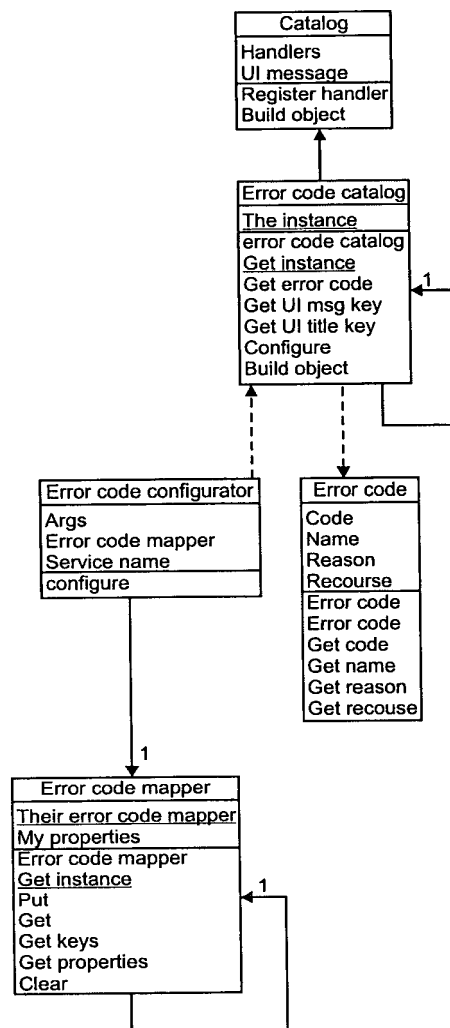 Catalog
Handlers
UI message
Register handler
Build object
Error code catalog
The instance
error code catalog
Get instance
Get error code
Get UI msg key
Get UI title key
Configure
Build object
1
Error code configurator
Args
Error code mapper
Service name
configure
Error code
Code
Name
Reason
Recourse
Error code
Error code
Get code
Get name
Get reason
Get recouse
1
Error code mapper
Their error code mapper
My properties
Error code mapper
Get instance
Put
Get
Get keys
Get properties
Clear
1